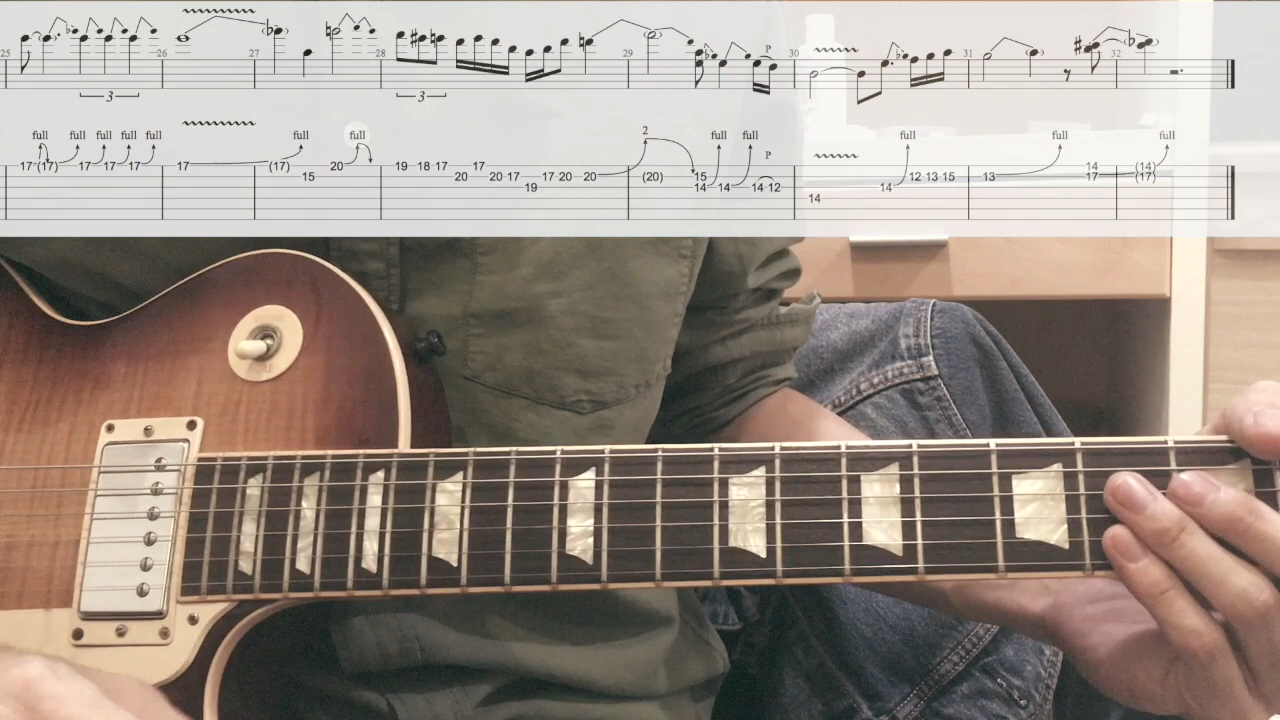 25 26 27 28 29 30 31 32
P
3 3
full full full full full full full 2 full full full full full
P
17 (17) 17 17 17 17 (17) 20 19 18 17 17 14
15 20 20 17 17 20 20 (20) 15 12 13 15 13 17 (14)
19 14 14 14 12 14 (17)
14